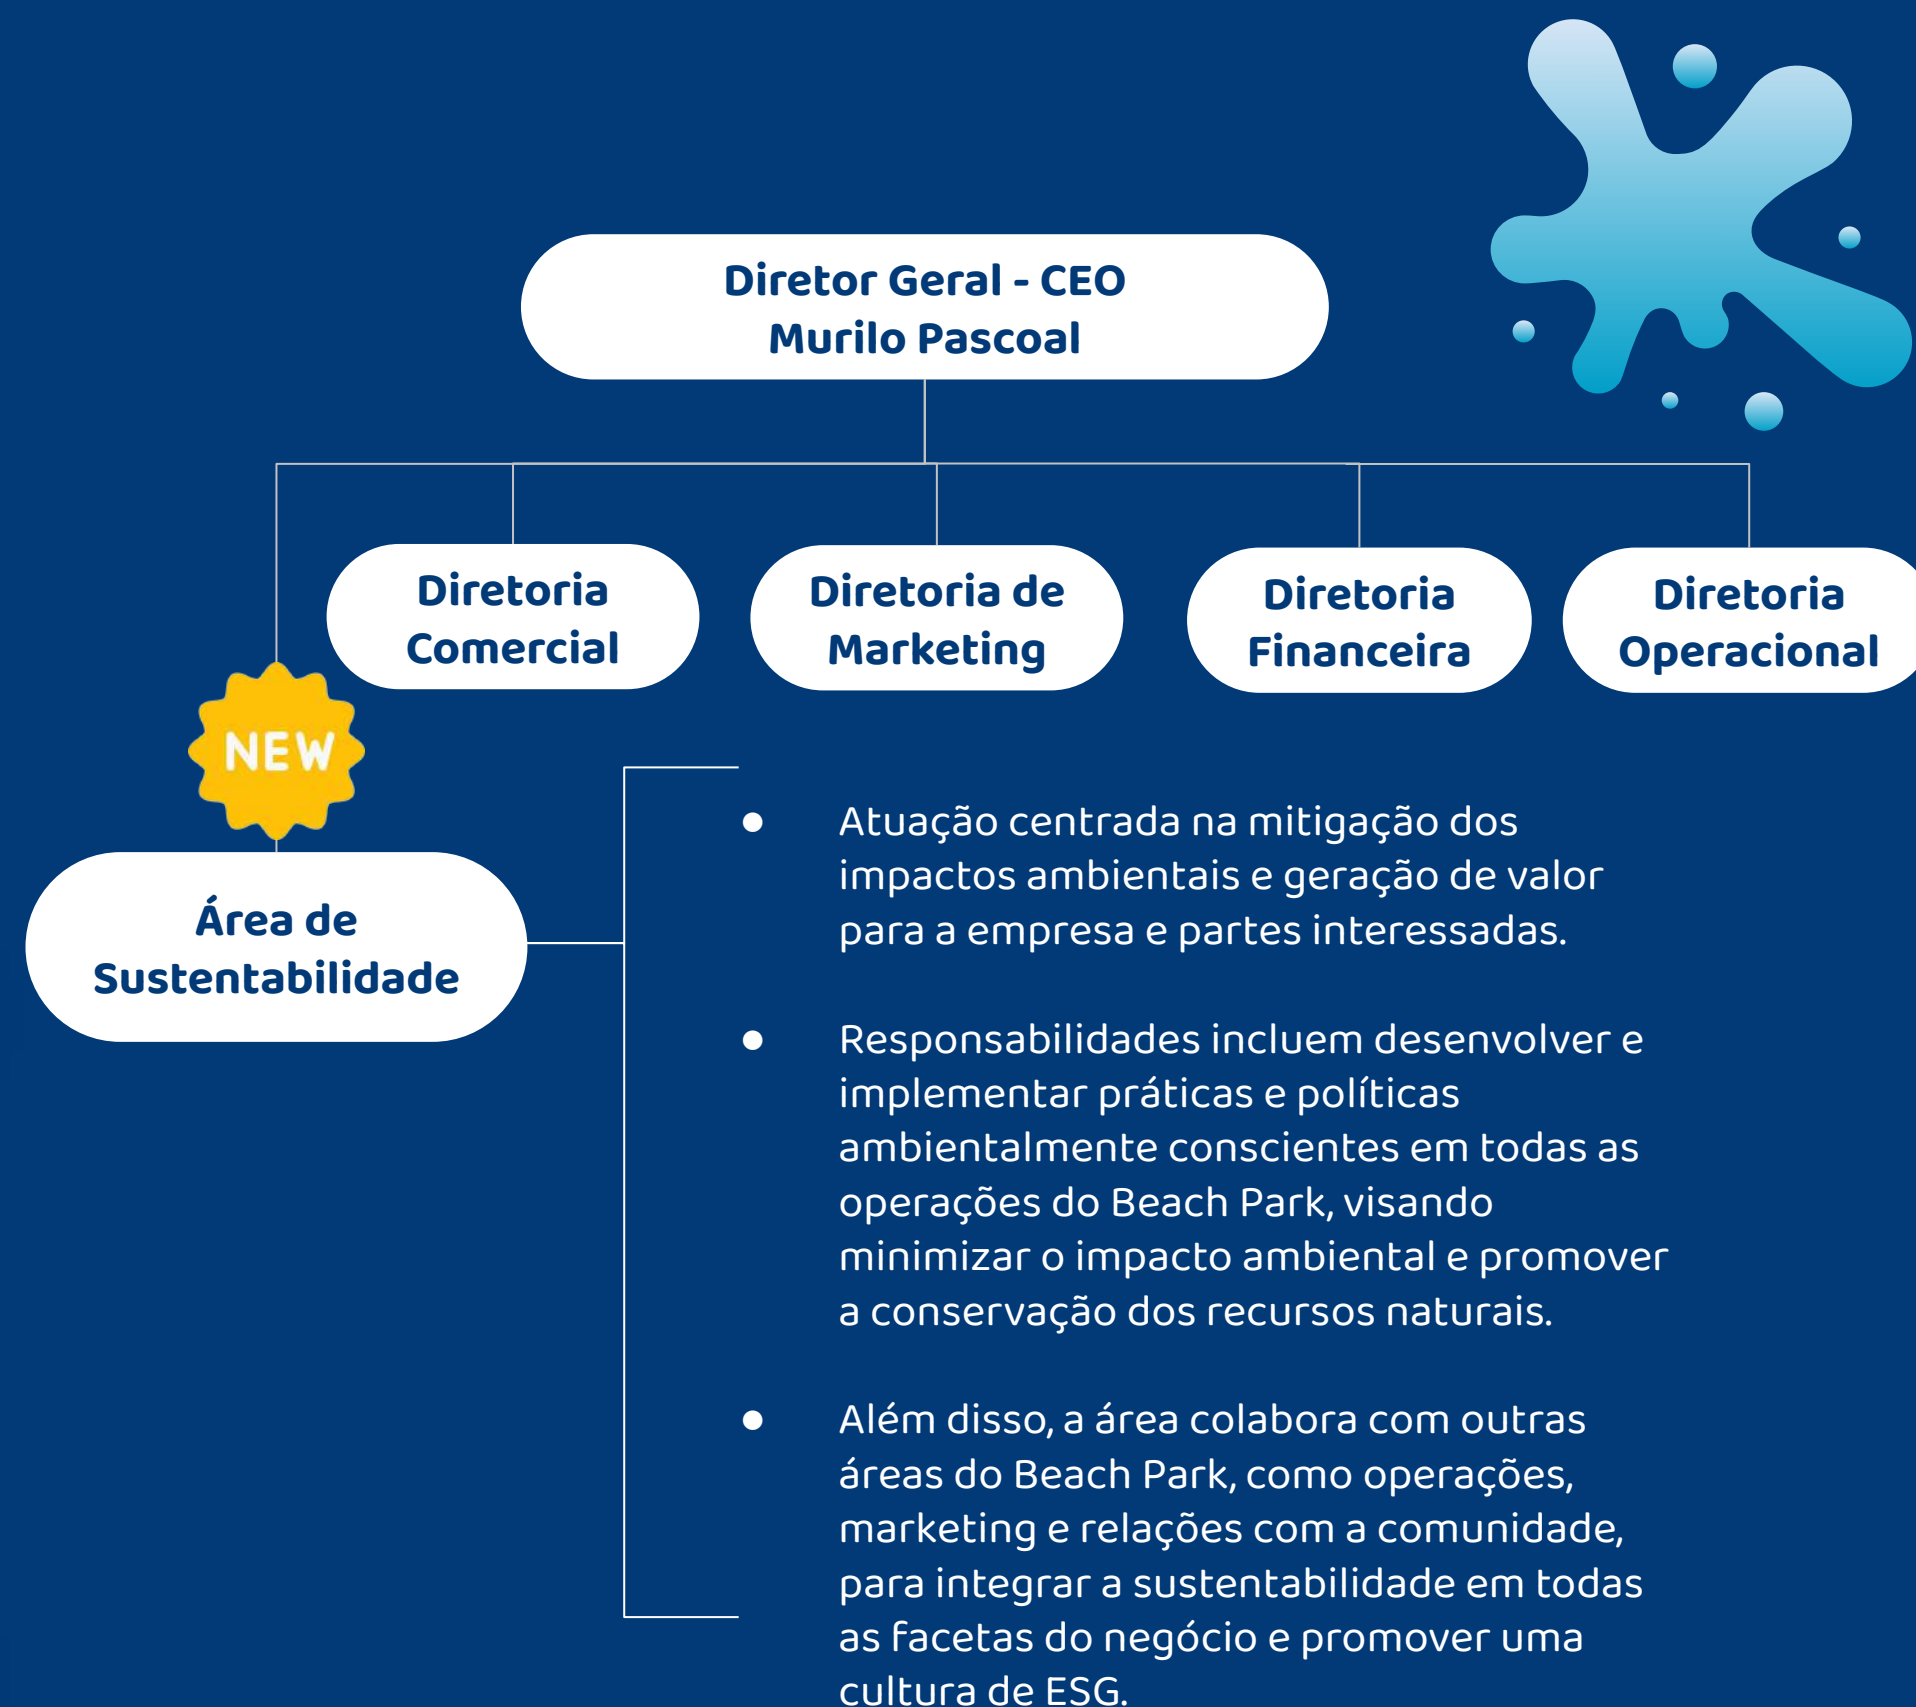 Diretor Geral - CEO
Murilo Pascoal
Diretoria
Comercial
Diretoria de
Marketing
Diretoria
Financeira
Diretoria
Operacional
NEW
Área de
Sustentabilidade
● Atuação centrada na mitigação dos
impactos ambientais e geração de valor
para a empresa e partes interessadas.
● Responsabilidades incluem desenvolver e
implementar práticas e políticas
ambientalmente conscientes em todas as
operações do Beach Park, visando
minimizar o impacto ambiental e promover
a conservação dos recursos naturais.
● Além disso, a área colabora com outras
áreas do Beach Park, como operações,
marketing e relações com a comunidade,
para integrar a sustentabilidade em todas
as facetas do negócio e promover uma
cultura de ESG.